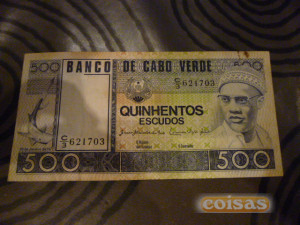 500 BANCO DE CABO VERDE 500
C/3 621703
QUINHENTOS
ESCUDOS
C/3 621703
500 500
coisas